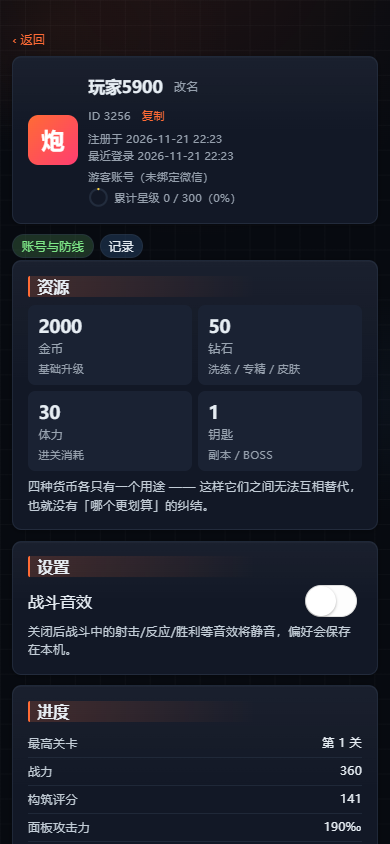 ‹ 返回
玩家5900 改名
ID 3256 复制
炮
注册于 2026-11-21 22:23
最近登录 2026-11-21 22:23
游客账号（未绑定微信）
累计星级 0 / 300（0%）
账号与防线 记录
资源
2000
金币
基础升级
50
钻石
洗练 / 专精 / 皮肤
30
体力
进关消耗
1
钥匙
副本 / BOSS
四种货币各只有一个用途 —— 这样它们之间无法互相替代，
也就没有「哪个更划算」的纠结。
设置
战斗音效
关闭后战斗中的射击/反应/胜利等音效将静音，偏好会保存
在本机。
进度
最高关卡 第 1 关
战力 360
构筑评分 141
面板攻击力 190‰